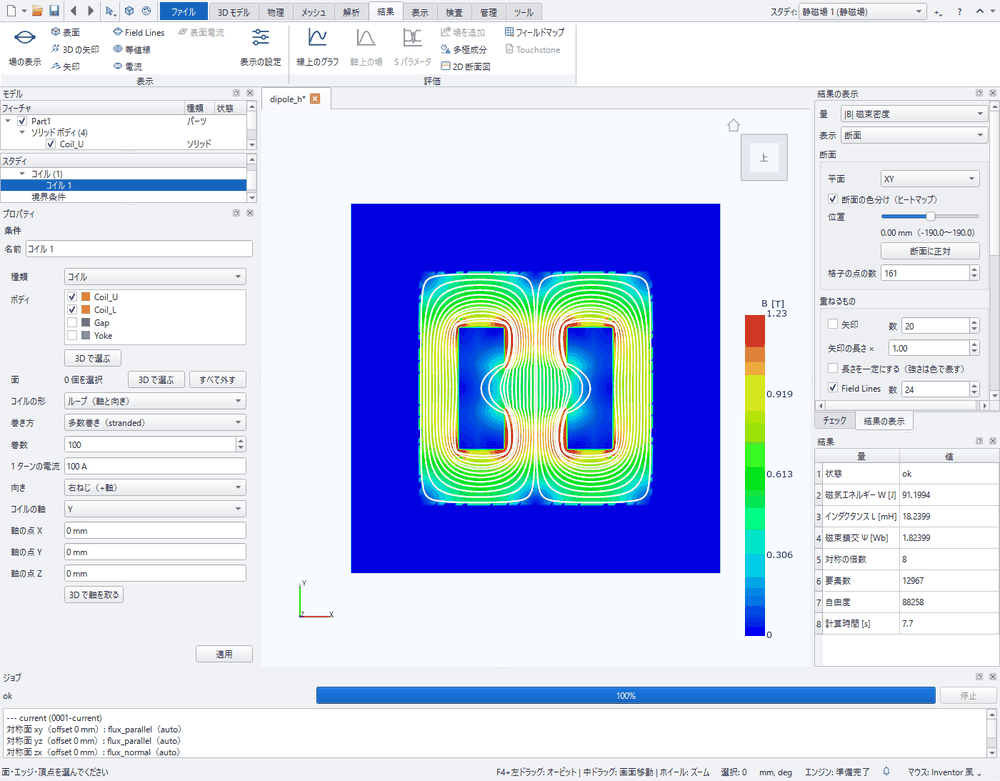 ファイル 3Dモデル 物理 メッシュ 解析 結果 表示 検査 管理 ツール
スタディ: 静磁場 1 (静磁場)
?
場の表示
表面
3Dの矢印
矢印
Field Lines
等値線
電流
表面電流
表示の設定
表示
線上のグラフ
軸上の場
Sパラメータ
場を追加
多極成分
2D断面図
フィールドマップ
Touchstone
評価
モデル
フィーチャ 種類 状態
Part1 パーツ
ソリッドボディ (4)
Coil_U ソリッド
スタディ
コイル (1)
コイル 1
境界条件
プロパティ
条件
名前 コイル 1
種類 コイル
ボディ
Coil_U
Coil_L
Gap
Yoke
3Dで選ぶ
面 0 個を選択 3Dで選ぶ すべて外す
コイルの形 ループ (軸と向き)
巻き方 多数巻き (stranded)
巻数 100
1ターンの電流 100 A
向き 右ねじ (+軸)
コイルの軸 Y
軸の点 X 0 mm
軸の点 Y 0 mm
軸の点 Z 0 mm
3Dで軸を取る
適用
dipole_h*
上
B [T]
1.23
0.919
0.613
0.306
0
Y
Z
X
結果の表示
量 |B| 磁束密度
表示 断面
断面
平面 XY
断面の色分け (ヒートマップ)
位置
0.00 mm (-190.0～190.0)
断面に正対
格子の点の数 161
重ねるもの
矢印 数 20
矢印の長さ × 1.00
長さを一定にする (強さは色で表す)
Field Lines 数 24
チェック 結果の表示
結果
量 値
1 状態 ok
2 磁気エネルギー W [J] 91.1994
3 インダクタンス L [mH] 18.2399
4 磁束鎖交 Ψ [Wb] 1.82399
5 対称の倍数 8
6 要素数 12967
7 自由度 88258
8 計算時間 [s] 7.7
ジョブ
ok
100%
停止
--- current (0001-current)
対称面 xy (offset 0 mm) : flux_parallel (auto)
対称面 yz (offset 0 mm) : flux_parallel (auto)
対称面 zx (offset 0 mm) : flux_normal (auto)
面・エッジ・頂点を選んでください
F4+左ドラッグ: オービット | 中ドラッグ: 画面移動 | ホイール: ズーム
選択: 0
mm, deg
エンジン: 準備完了
マウス: Inventor 風